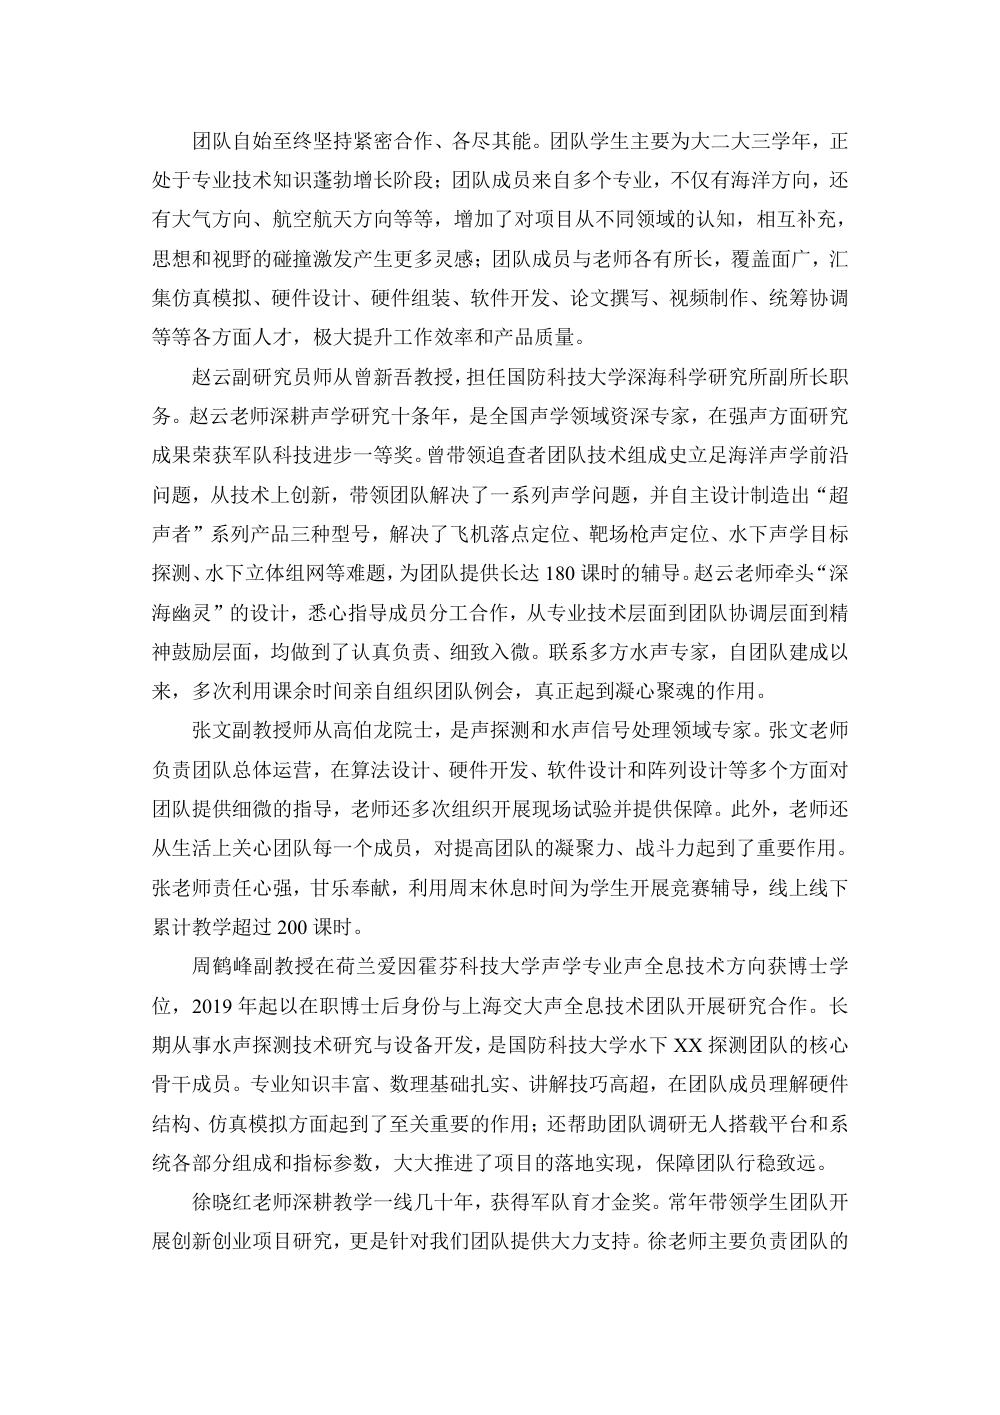 团队自始至终坚持紧密合作、各尽其能。团队学生主要为大二大三学年，正
处于专业技术知识蓬勃增长阶段；团队成员来自多个专业，不仅有海洋方向，还
有大气方向、航空航天方向等等，增加了对项目从不同领域的认知，相互补充，
思想和视野的碰撞激发产生更多灵感；团队成员与老师各有所长，覆盖面广，汇
集仿真模拟、硬件设计、硬件组装、软件开发、论文撰写、视频制作、统筹协调
等等各方面人才，极大提升工作效率和产品质量。
赵云副研究员师从曾新吾教授，担任国防科技大学深海科学研究所副所长职
务。赵云老师深耕声学研究十条年，是全国声学领域资深专家，在强声方面研究
成果荣获军队科技进步一等奖。曾带领追查者团队技术组成史立足海洋声学前沿
问题，从技术上创新，带领团队解决了一系列声学问题，并自主设计制造出“超
声者”系列产品三种型号，解决了飞机落点定位、靶场枪声定位、水下声学目标
探测、水下立体组网等难题，为团队提供长达 180 课时的辅导。赵云老师牵头“深
海幽灵”的设计，悉心指导成员分工合作，从专业技术层面到团队协调层面到精
神鼓励层面，均做到了认真负责、细致入微。联系多方水声专家，自团队建成以
来，多次利用课余时间亲自组织团队例会，真正起到凝心聚魂的作用。
张文副教授师从高伯龙院士，是声探测和水声信号处理领域专家。张文老师
负责团队总体运营，在算法设计、硬件开发、软件设计和阵列设计等多个方面对
团队提供细微的指导，老师还多次组织开展现场试验并提供保障。此外，老师还
从生活上关心团队每一个成员，对提高团队的凝聚力、战斗力起到了重要作用。
张老师责任心强，甘乐奉献，利用周末休息时间为学生开展竞赛辅导，线上线下
累计教学超过 200 课时。
周鹤峰副教授在荷兰爱因霍芬科技大学声学专业声全息技术方向获博士学
位，2019 年起以在职博士后身份与上海交大声全息技术团队开展研究合作。长
期从事水声探测技术研究与设备开发，是国防科技大学水下 XX 探测团队的核心
骨干成员。专业知识丰富、数理基础扎实、讲解技巧高超，在团队成员理解硬件
结构、仿真模拟方面起到了至关重要的作用；还帮助团队调研无人搭载平台和系
统各部分组成和指标参数，大大推进了项目的落地实现，保障团队行稳致远。
徐晓红老师深耕教学一线几十年，获得军队育才金奖。常年带领学生团队开
展创新创业项目研究，更是针对我们团队提供大力支持。徐老师主要负责团队的